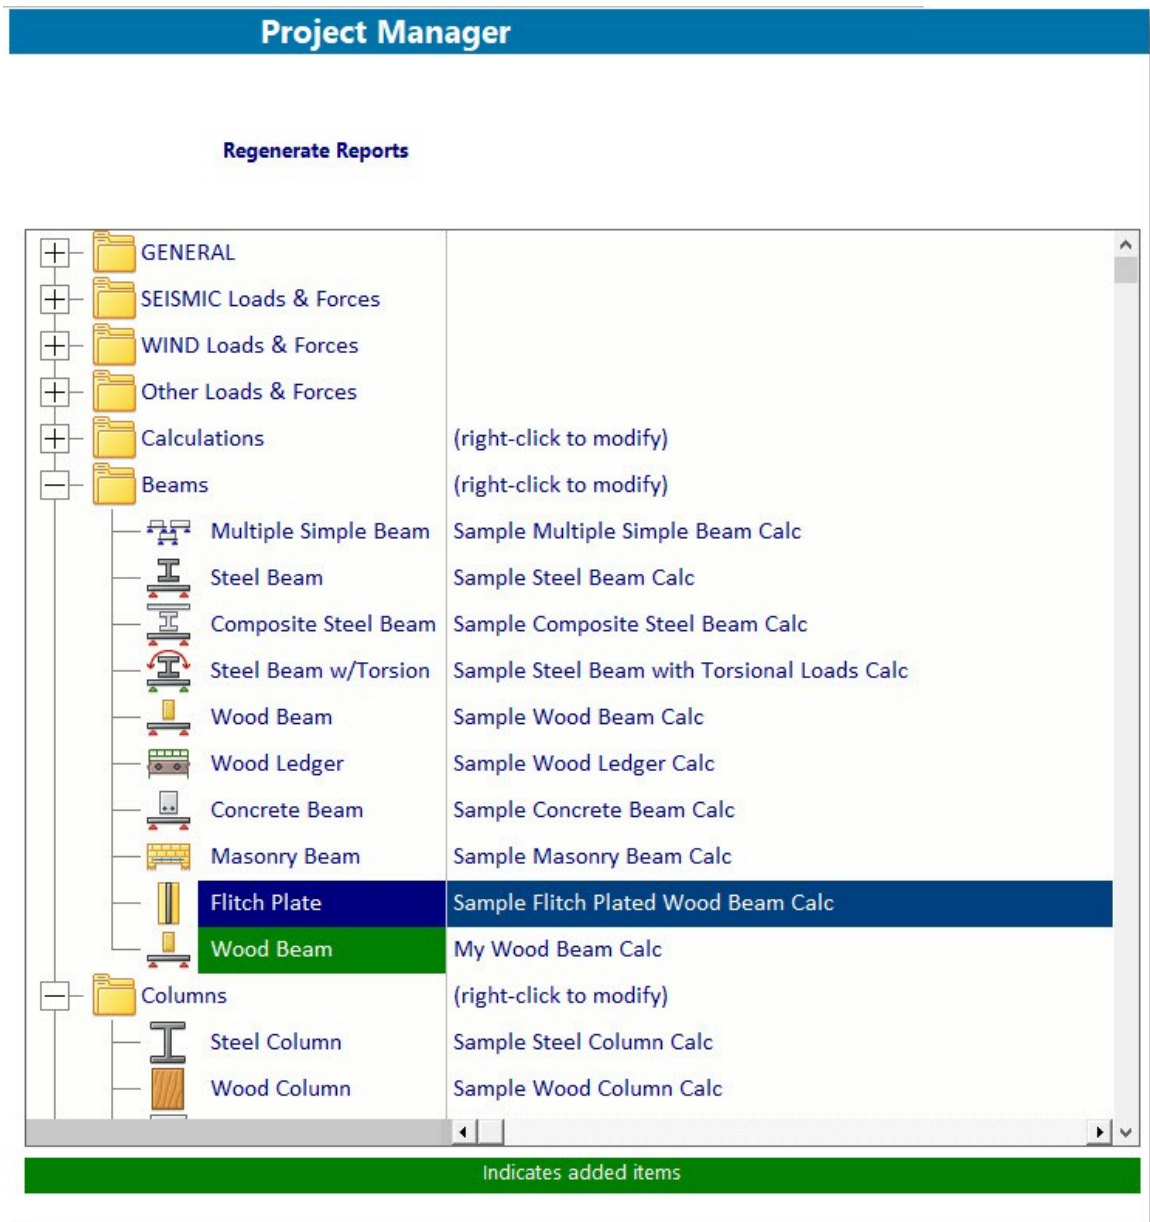 Project Manager
Regenerate Reports
GENERAL
SEISMIC Loads & Forces
WIND Loads & Forces
Other Loads & Forces
Calculations (right-click to modify)
Beams (right-click to modify)
Multiple Simple Beam Sample Multiple Simple Beam Calc
Steel Beam Sample Steel Beam Calc
Composite Steel Beam Sample Composite Steel Beam Calc
Steel Beam w/Torsion Sample Steel Beam with Torsional Loads Calc
Wood Beam Sample Wood Beam Calc
Wood Ledger Sample Wood Ledger Calc
Concrete Beam Sample Concrete Beam Calc
Masonry Beam Sample Masonry Beam Calc
Flitch Plate Sample Flitch Plated Wood Beam Calc
Wood Beam My Wood Beam Calc
Columns (right-click to modify)
Steel Column Sample Steel Column Calc
Wood Column Sample Wood Column Calc
Indicates added items